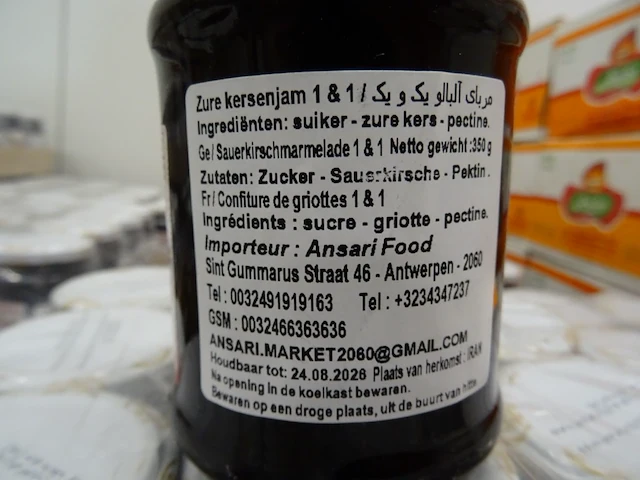 Zure kersenjam 1 & 1 / مربای آلبالو یک و یک
Ingrediënten: suiker - zure kers - pectine.
Ge/ Sauerkirschmarmelade 1 & 1 Netto gewicht :350 g
Zutaten: Zucker - Sauerkirsche - Pektin.
Fr/ Confiture de griottes 1 & 1
Ingrédients : sucre - griotte - pectine.
Importeur : Ansari Food
Sint Gummarus Straat 46 - Antwerpen - 2060
Tel : 0032491919163 Tel : +3234347237
GSM : 0032466363636
ANSARI.MARKET2060@GMAIL.COM
Houdbaar tot: 24.08.2026 Plaats van herkomst : IRAN
Na opening in de koelkast bewaren.
Bewaren op een droge plaats, uit de buurt van hitte